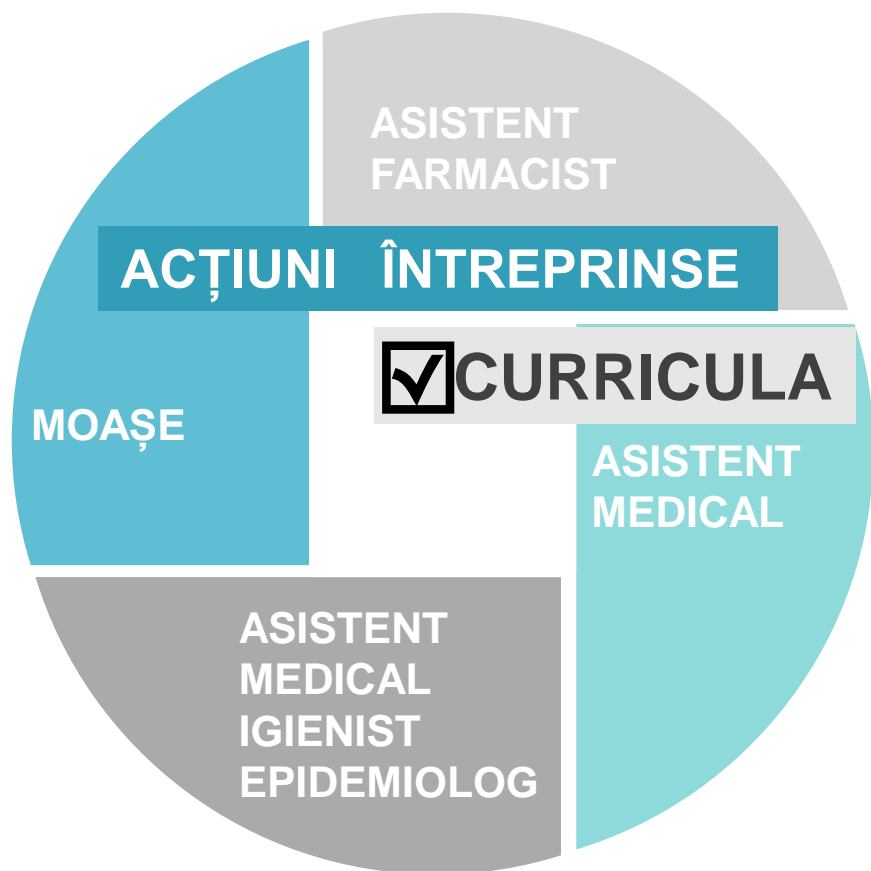 ASISTENT
FARMACIST
ACȚIUNI ÎNTREPRINSE
CURRICULA
MOAȘE
ASISTENT
MEDICAL
ASISTENT
MEDICAL
IGIENIST
EPIDEMIOLOG